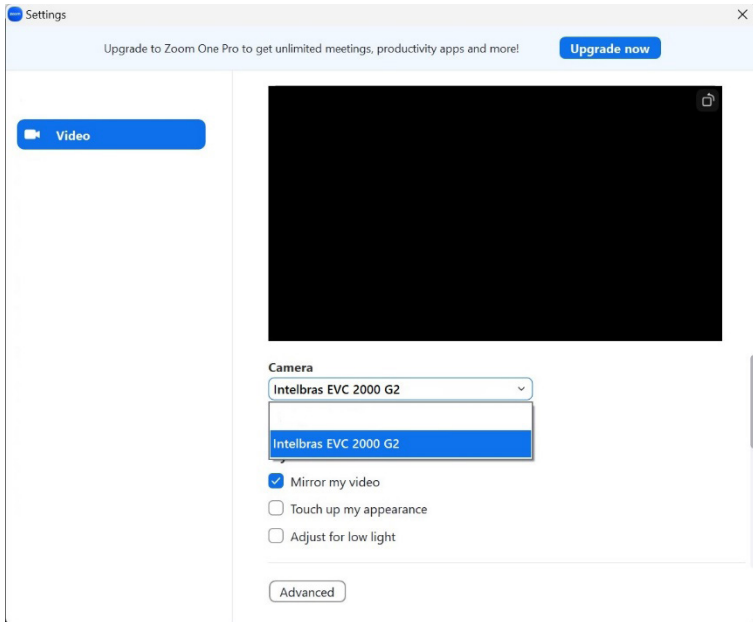 Settings
Upgrade to Zoom One Pro to get unlimited meetings, productivity apps and more!
Upgrade now
Video
Camera
Intelbras EVC 2000 G2
Intelbras EVC 2000 G2
Mirror my video
Touch up my appearance
Adjust for low light
Advanced